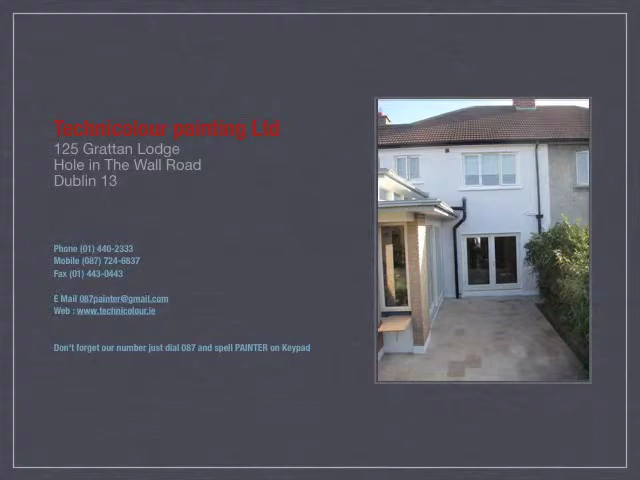 Technicolour painting Ltd
125 Grattan Lodge
Hole in The Wall Road
Dublin 13
Phone (01) 440-2333
Mobile (087) 724-6837
Fax (01) 443-0443
E Mail 087painter@gmail.com
Web : www.technicolour.ie
Don't forget our number just dial 087 and spell PAINTER on Keypad